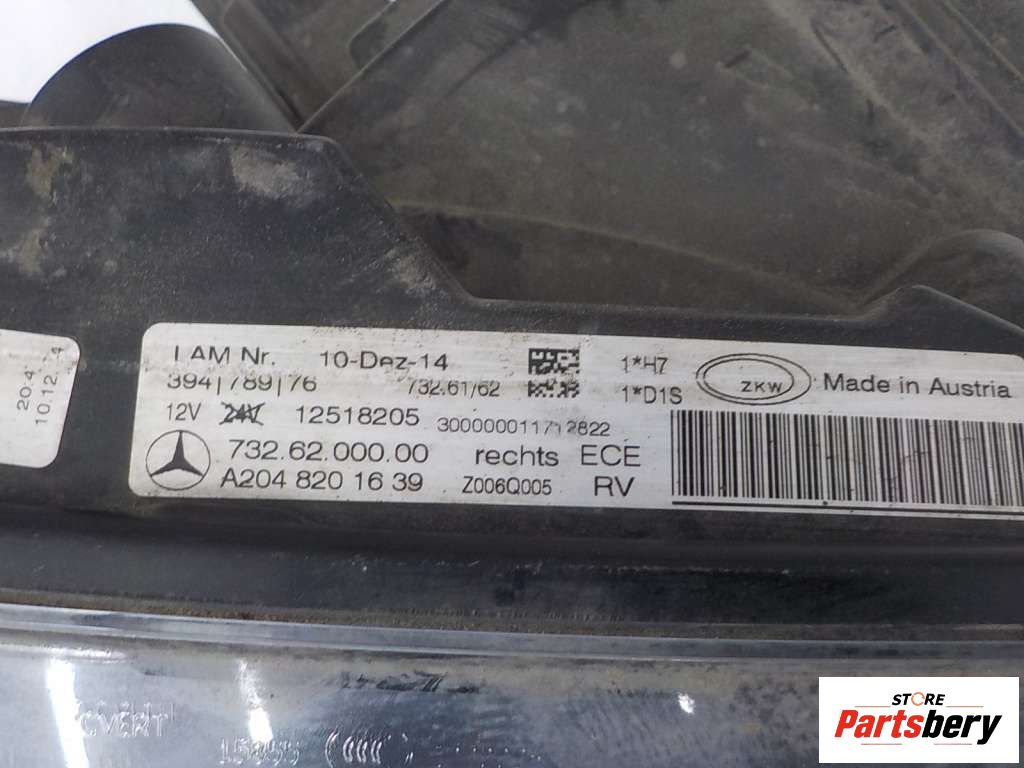 20.4
10.12.
LAM Nr. 10-Dez-14
394|789|76 732.61/62
1*H7
1*D1S
ZKW Made in Austria
12V 24V 12518205 300000011712822
732.62.000.00 rechts ECE
A204 820 16 39 Z006Q005 RV
CVERT
STORE
Partsbery